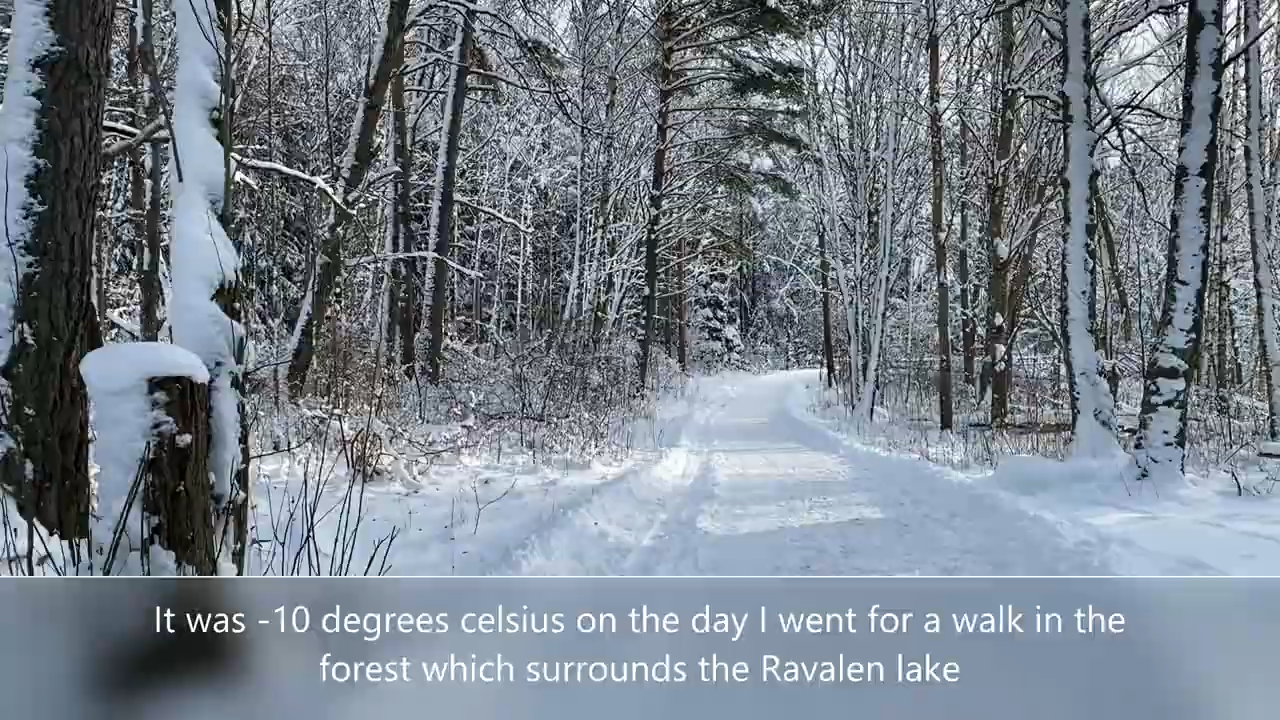 It was -10 degrees celsius on the day I went for a walk in the
forest which surrounds the Ravalen lake